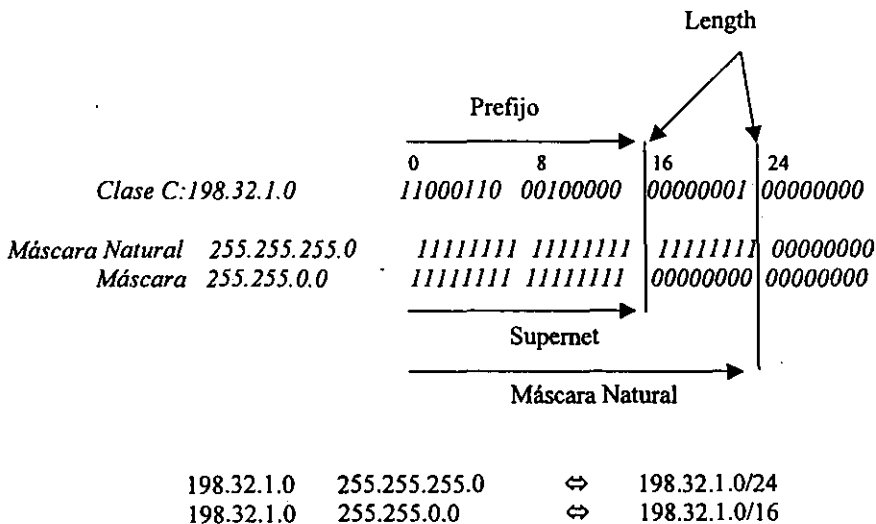 Length
Prefijo
0 8 16 24
Clase C:198.32.1.0 11000110 00100000 00000001 00000000
Máscara Natural 255.255.255.0 11111111 11111111 11111111 00000000
Máscara 255.255.0.0 11111111 11111111 00000000 00000000
Supernet
Máscara Natural
198.32.1.0 255.255.255.0 ⇔ 198.32.1.0/24
198.32.1.0 255.255.0.0 ⇔ 198.32.1.0/16